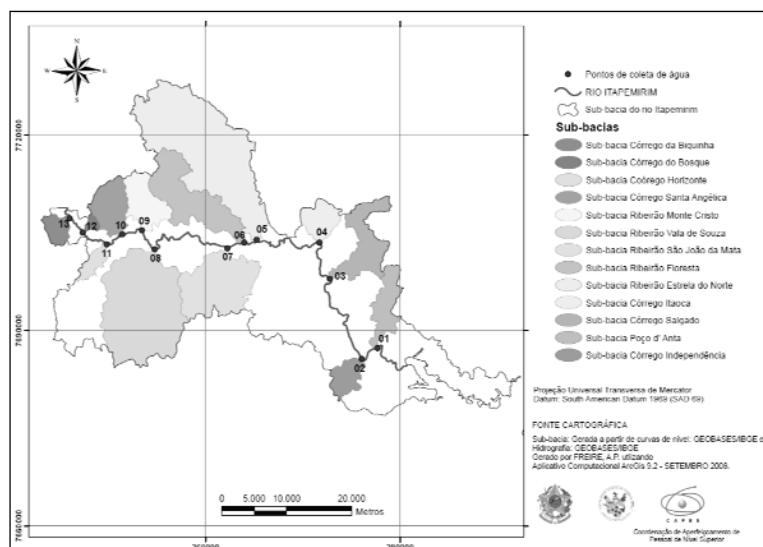 N
W E
S
7720000
7690000
7660000
13
12
11
10
09
08
07
06
05
04
03
02
01
0 5.000 10.000 20.000
Metros
Pontos de coleta de água
RIO ITAPEMIRIM
Sub-bacia do rio Itapemirim
Sub-bacias
Sub-bacia Córrego da Biquinha
Sub-bacia Córrego do Bosque
Sub-bacia Coórego Horizonte
Sub-bacia Córrego Santa Angélica
Sub-bacia Ribeirão Monte Cristo
Sub-bacia Ribeirão Vala de Souza
Sub-bacia Ribeirão São João da Mata
Sub-bacia Ribeirão Floresta
Sub-bacia Ribeirão Estrela do Norte
Sub-bacia Córrego Itaoca
Sub-bacia Córrego Salgado
Sub-bacia Poço d' Anta
Sub-bacia Córrego Independência
Projeção Universal Transversa de Mercator
Datum: South American Datum 1969 (SAD 69)
FONTE CARTOGRÁFICA
Sub-bacia: Gerada a partir de curvas de nível: GEOBASES/IBGE e
Hidrografia: GEOBASES/IBGE
Gerado por FREIRE, A.P. utlizando
Aplicativo Computacional ArcGis 9.2 - SETEMBRO 2008.
CAPES
Coordenação de Aperfeiçoamento de
Pessoal de Nível Superior